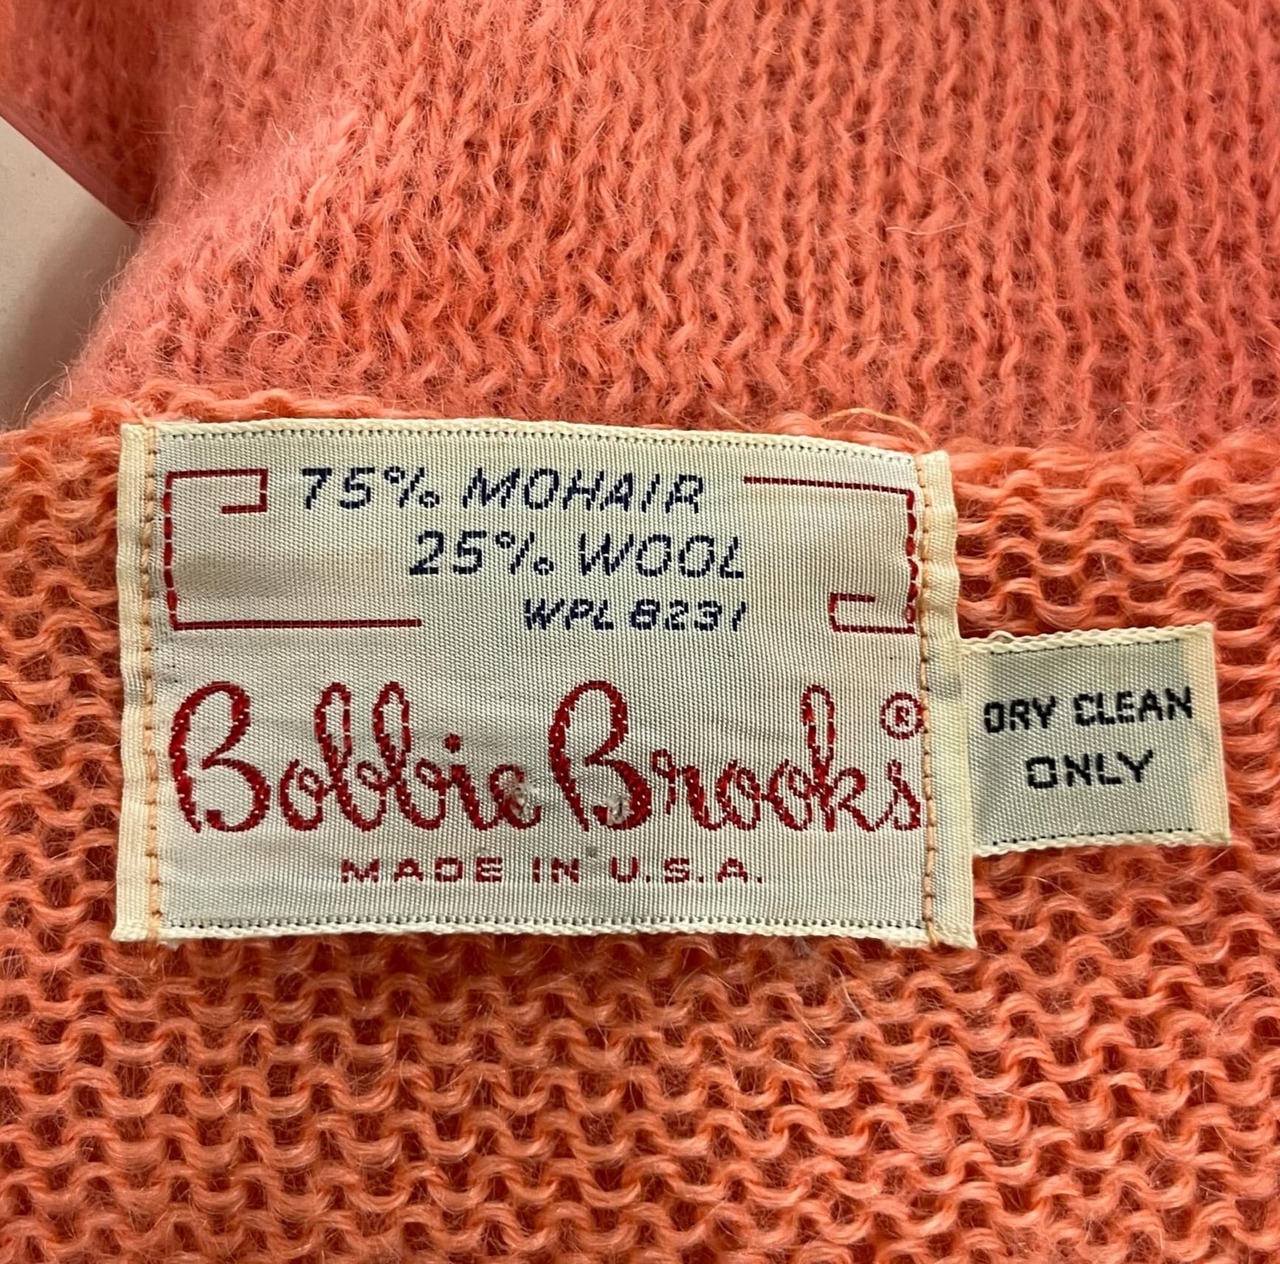 75% MOHAIR
25% WOOL
WPL 8231
Bobbie Brooks®
MADE IN U.S.A.
DRY CLEAN
ONLY